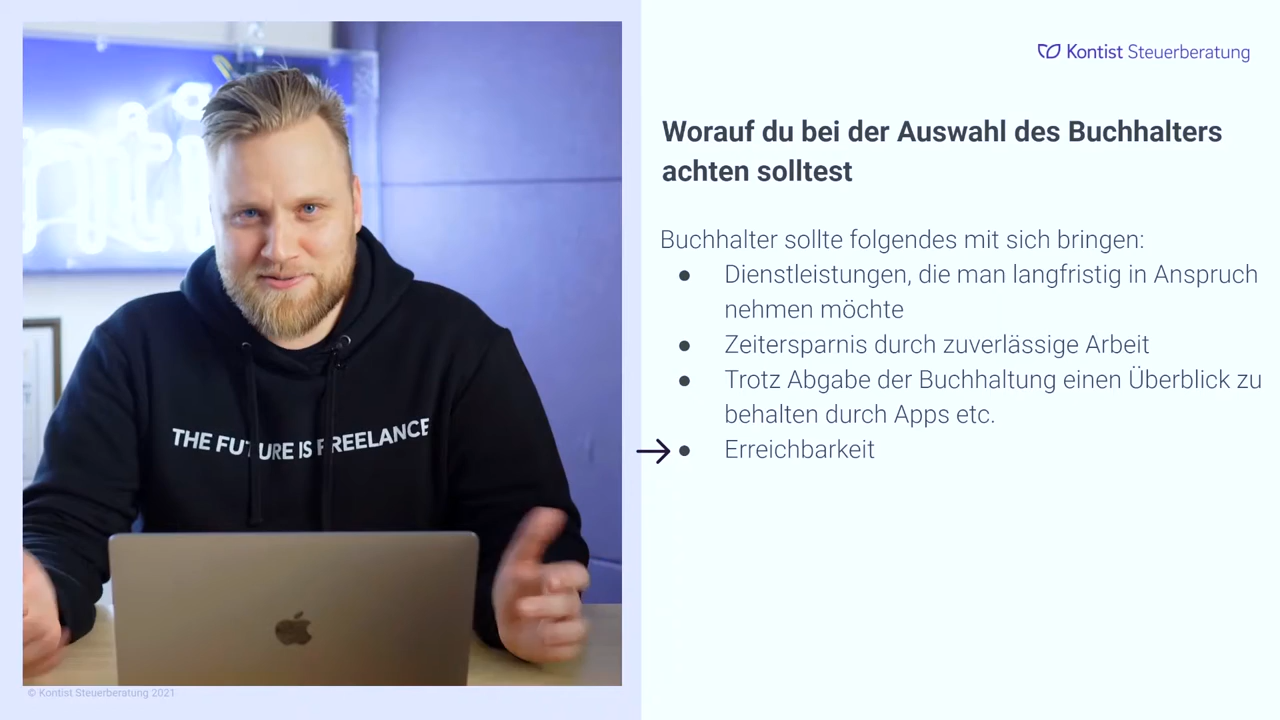 Kontist Steuerberatung
Worauf du bei der Auswahl des Buchhalters
achten solltest
Buchhalter sollte folgendes mit sich bringen:
● Dienstleistungen, die man langfristig in Anspruch
nehmen möchte
● Zeitersparnis durch zuverlässige Arbeit
● Trotz Abgabe der Buchhaltung einen Überblick zu
behalten durch Apps etc.
→ ● Erreichbarkeit
THE FUTURE IS FREELANCE
© Kontist Steuerberatung 2021